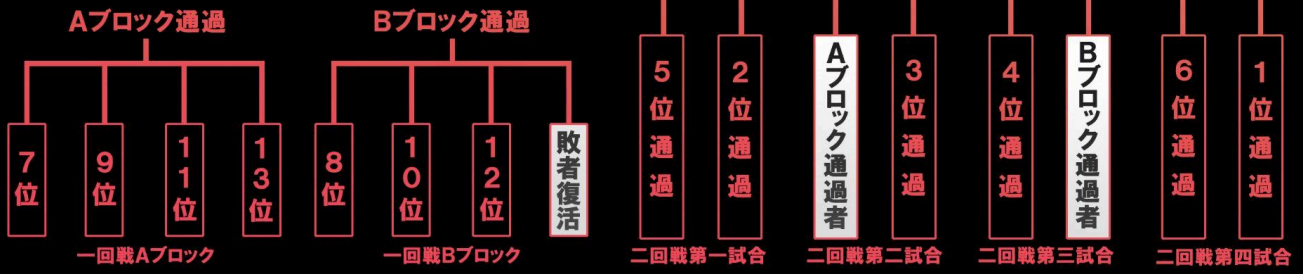 Aブロック通過
7位
9位
11位
13位
一回戦Aブロック
Bブロック通過
8位
10位
12位
敗者復活
一回戦Bブロック
5位通過
2位通過
二回戦第一試合
Aブロック通過者
3位通過
二回戦第二試合
4位通過
Bブロック通過者
二回戦第三試合
6位通過
1位通過
二回戦第四試合